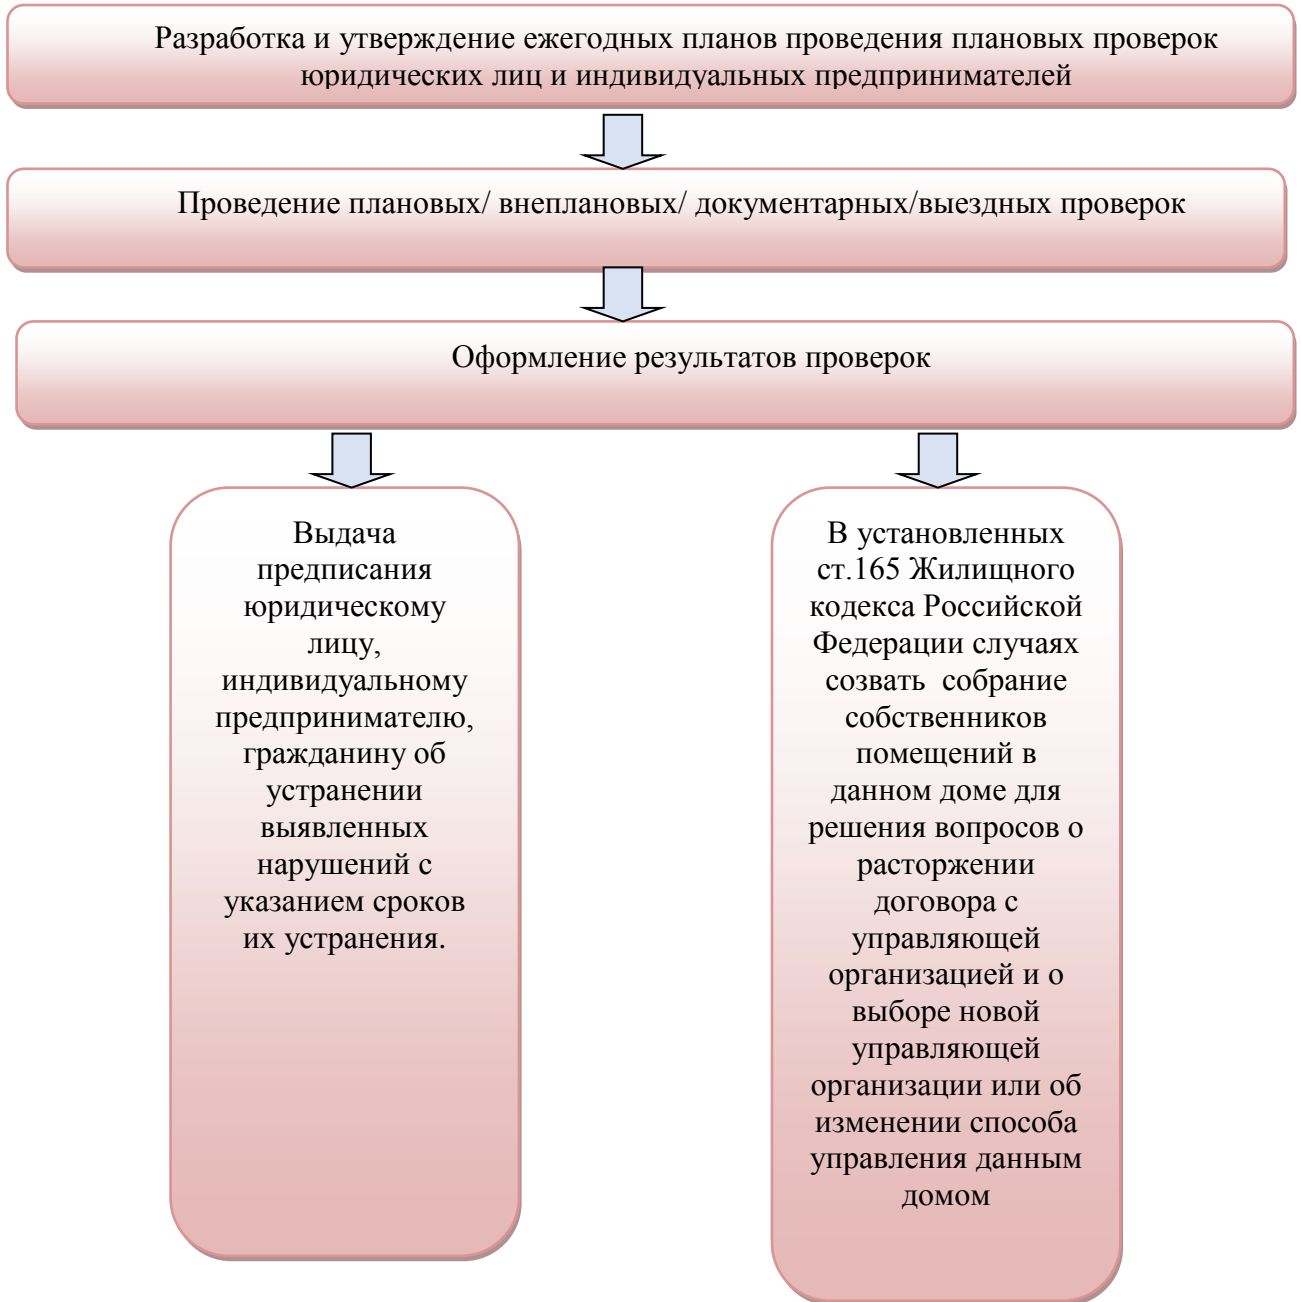 Разработка и утверждение ежегодных планов проведения плановых проверок
юридических лиц и индивидуальных предпринимателей
Проведение плановых/ внеплановых/ документарных/выездных проверок
Оформление результатов проверок
Выдача
предписания
юридическому
лицу,
индивидуальному
предпринимателю,
гражданину об
устранении
выявленных
нарушений с
указанием сроков
их устранения.
В установленных
ст.165 Жилищного
кодекса Российской
Федерации случаях
созвать  собрание
собственников
помещений в
данном доме для
решения вопросов о
расторжении
договора с
управляющей
организацией и о
выборе новой
управляющей
организации или об
изменении способа
управления данным
домом